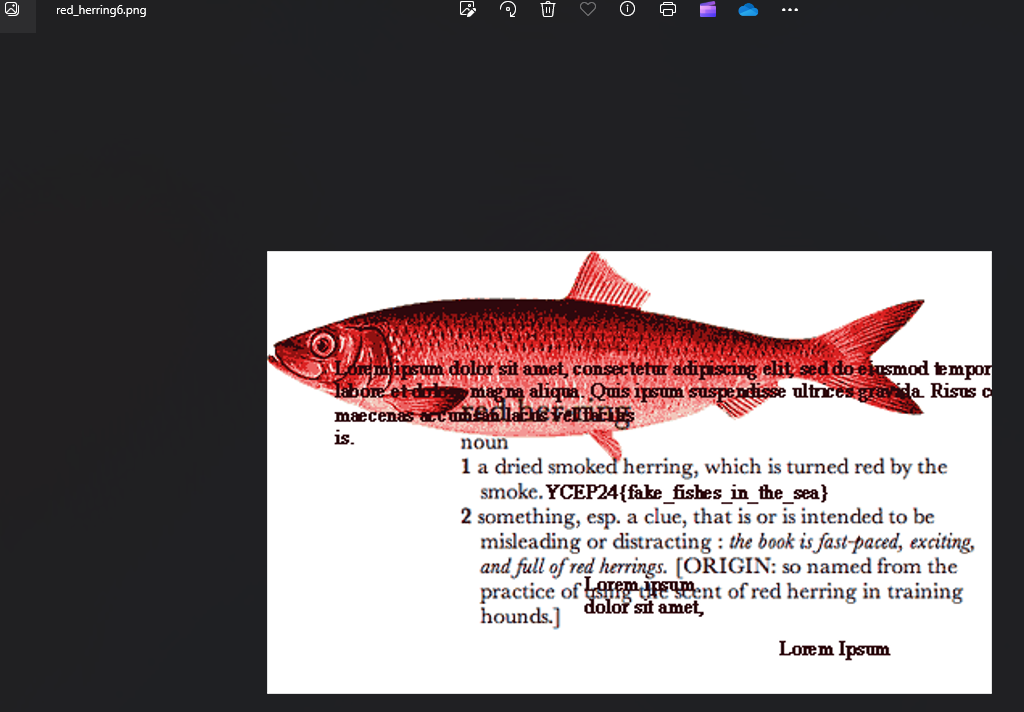 red_herring6.png
Lorem ipsum dolor sit amet, consectetur adipiscing elit, sed do eiusmod tempor
labore et dolore magna aliqua. Quis ipsum suspendisse ultrices gravida. Risus c
maecenas accumsan lacus vel facilisis
red herring
is.
noun
1 a dried smoked herring, which is turned red by the
smoke. YCEP24{fake_fishes_in_the_sea}
2 something, esp. a clue, that is or is intended to be
misleading or distracting : the book is fast-paced, exciting,
and full of red herrings. [ORIGIN: so named from the
Lorem ipsum
practice of using the scent of red herring in training
dolor sit amet,
hounds.]
Lorem Ipsum